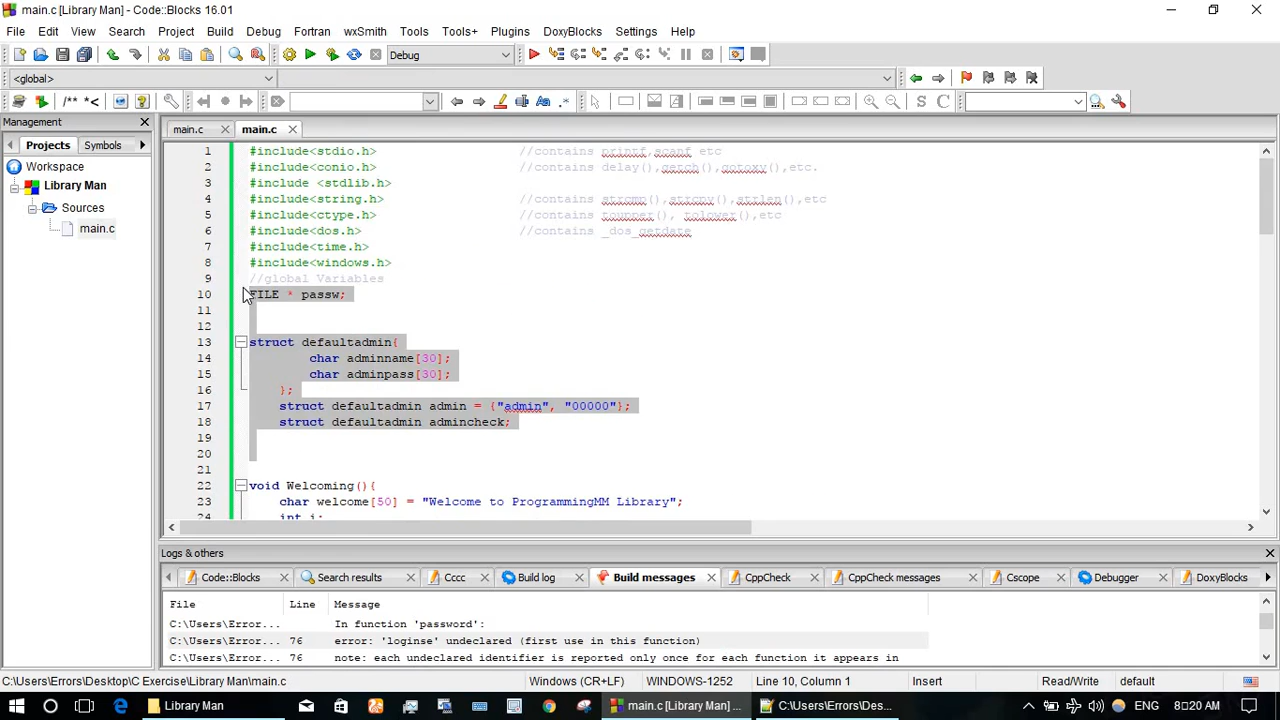 main.c [Library Man] - Code::Blocks 16.01
File Edit View Search Project Build Debug Fortran wxSmith Tools Tools+ Plugins DoxyBlocks Settings Help
Debug
<global>
/** *<
Aa .* S C
Management
Projects Symbols
Workspace
Library Man
Sources
main.c
main.c main.c
1 #include<stdio.h> //contains printf,scanf etc
2 #include<conio.h> //contains delay(),getch(),gotoxy(),etc.
3 #include <stdlib.h>
4 #include<string.h> //contains strcmp(),strcpy(),strlen(),etc
5 #include<ctype.h> //contains toupper(), tolower(),etc
6 #include<dos.h> //contains _dos_getdate
7 #include<time.h>
8 #include<windows.h>
9 //global Variables
10 FILE * passw;
11
12
13 struct defaultadmin{
14 char adminname[30];
15 char adminpass[30];
16 };
17 struct defaultadmin admin = {"admin", "00000"};
18 struct defaultadmin admincheck;
19
20
21
22 void Welcoming(){
23 char welcome[50] = "Welcome to ProgrammingMM Library";
24 int i;
Logs & others
Code::Blocks Search results Cccc Build log Build messages CppCheck CppCheck messages Cscope Debugger DoxyBlocks
File Line Message
C:\Users\Error... In function 'password':
C:\Users\Error... 76 error: 'loginse' undeclared (first use in this function)
C:\Users\Error... 76 note: each undeclared identifier is reported only once for each function it appears in
C:\Users\Errors\Desktop\C Exercise\Library Man\main.c Windows (CR+LF) WINDOWS-1252 Line 10, Column 1 Insert Read/Write default
Library Man main.c [Library Man] ... C:\Users\Errors\Des... ENG 8:20 AM